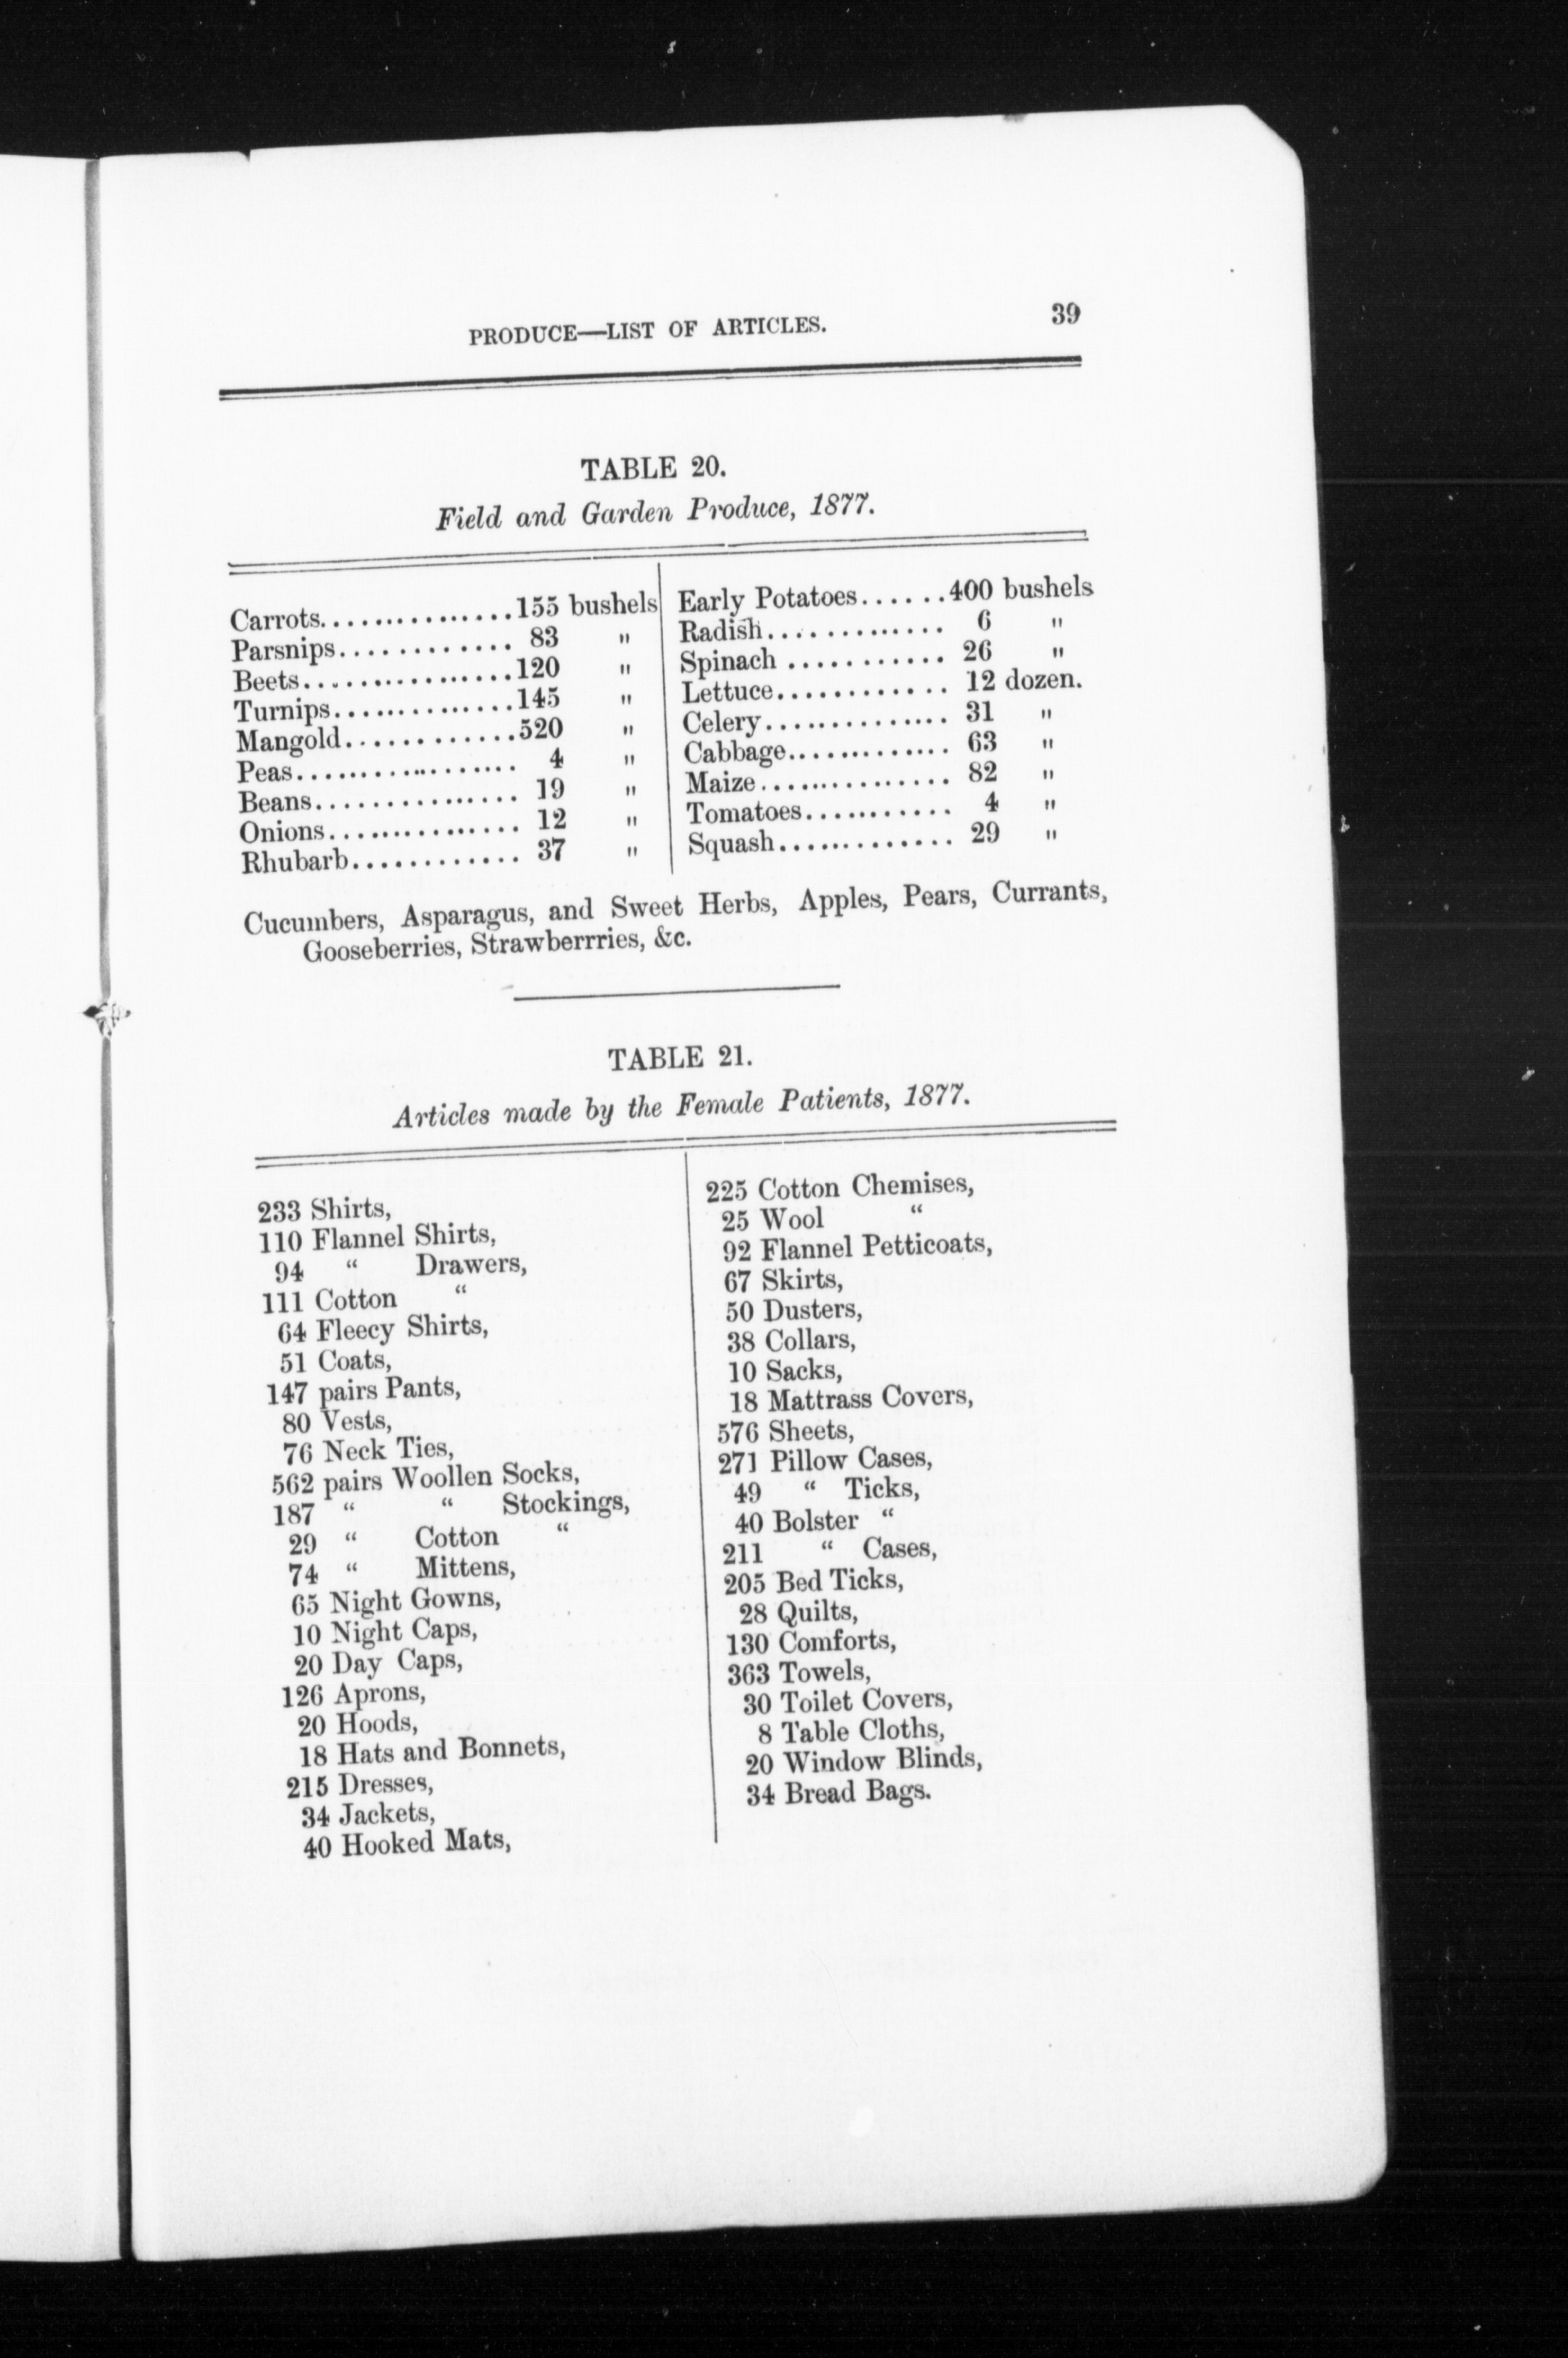 PRODUCE—LIST OF ARTICLES. 39
TABLE 20.
Field and Garden Produce, 1877.
Carrots...............155 bushels
Parsnips............. 83 "
Beets................120 "
Turnips..............145 "
Mangold.............520 "
Peas................. 4 "
Beans............... 19 "
Onions.............. 12 "
Rhubarb............ 37 "
Early Potatoes......400 bushels
Radish............. 6 "
Spinach ........... 26 "
Lettuce............ 12 dozen.
Celery.............. 31 "
Cabbage............ 63 "
Maize............... 82 "
Tomatoes........... 4 "
Squash............. 29 "
Cucumbers, Asparagus, and Sweet Herbs, Apples, Pears, Currants,
Gooseberries, Strawberrries, &c.
TABLE 21.
Articles made by the Female Patients, 1877.
233 Shirts,
110 Flannel Shirts,
94 “ Drawers,
111 Cotton “
64 Fleecy Shirts,
51 Coats,
147 pairs Pants,
80 Vests,
76 Neck Ties,
562 pairs Woollen Socks,
187 “ “ Stockings,
29 “ Cotton “
74 “ Mittens,
65 Night Gowns,
10 Night Caps,
20 Day Caps,
126 Aprons,
20 Hoods,
18 Hats and Bonnets,
215 Dresses,
34 Jackets,
40 Hooked Mats,
225 Cotton Chemises,
25 Wool “
92 Flannel Petticoats,
67 Skirts,
50 Dusters,
38 Collars,
10 Sacks,
18 Mattrass Covers,
576 Sheets,
271 Pillow Cases,
49 “ Ticks,
40 Bolster “
211 “ Cases,
205 Bed Ticks,
28 Quilts,
130 Comforts,
363 Towels,
30 Toilet Covers,
8 Table Cloths,
20 Window Blinds,
34 Bread Bags.